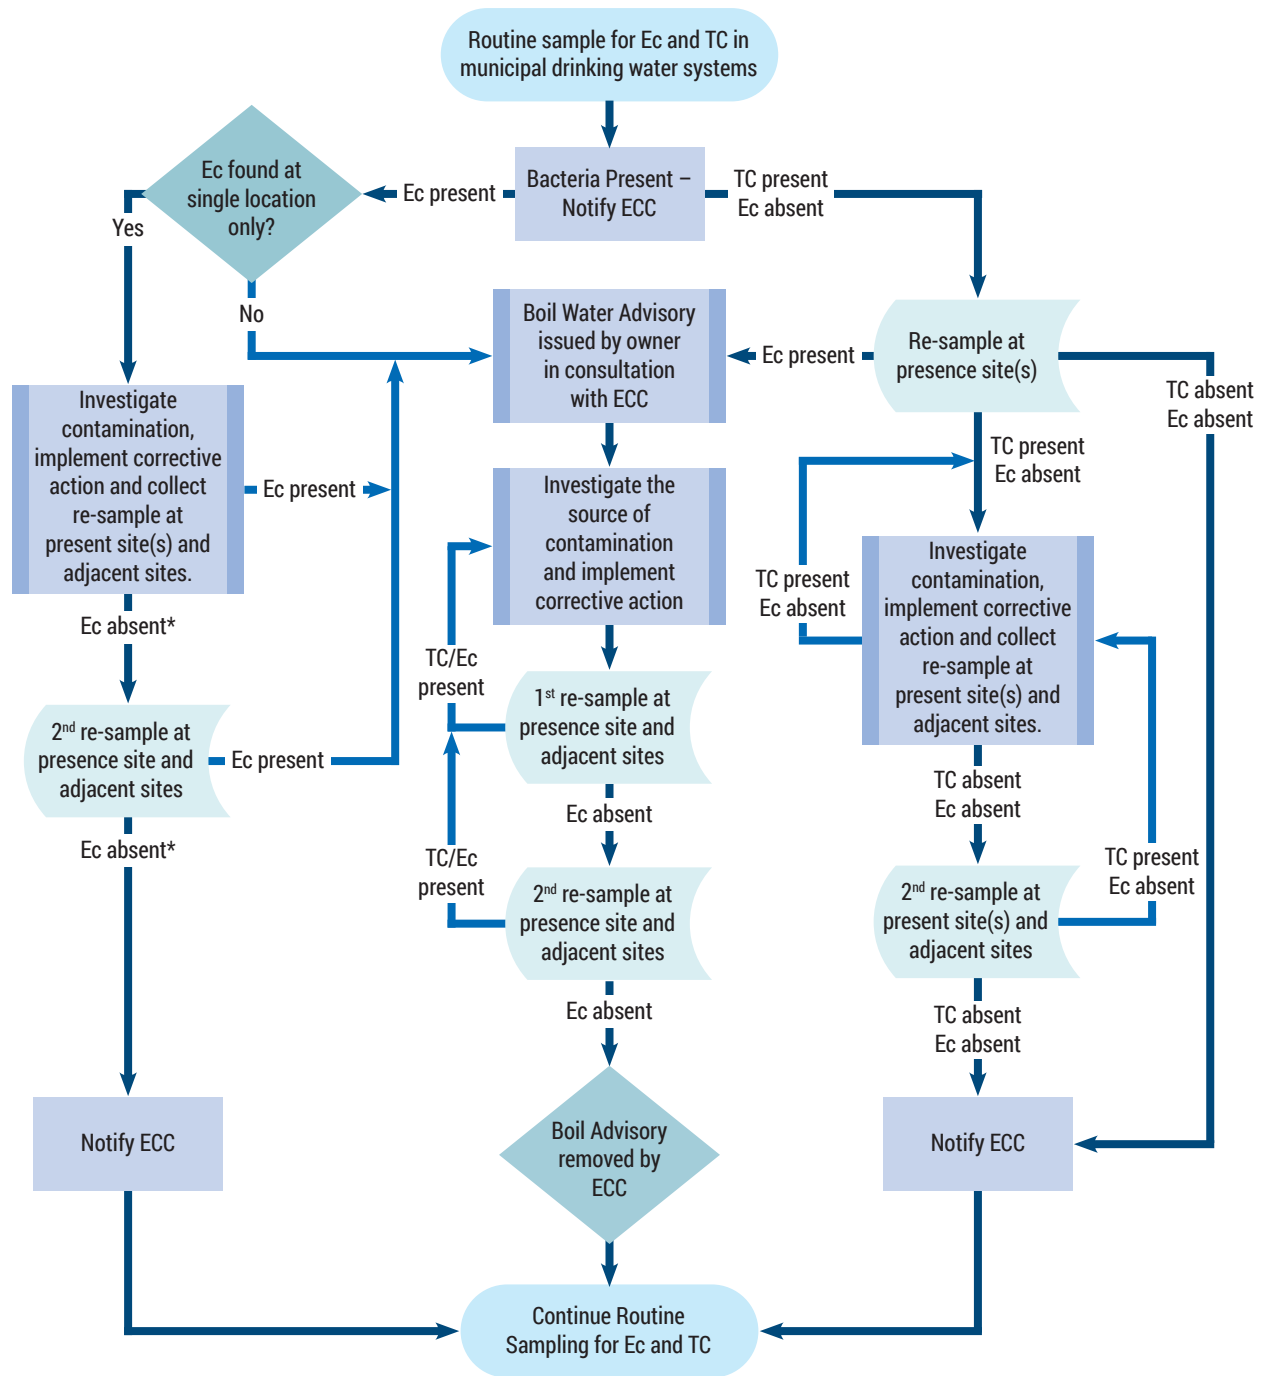 Routine sample for Ec and TC in
municipal drinking water systems
Bacteria Present –
Notify ECC
Ec present
TC present
Ec absent
Ec found at
single location
only?
Yes
No
Boil Water Advisory
issued by owner
in consultation
with ECC
Ec present
Re-sample at
presence site(s)
TC absent
Ec absent
TC present
Ec absent
Investigate
contamination,
implement corrective
action and collect
re-sample at
present site(s) and
adjacent sites.
Ec present
Ec absent*
2nd re-sample at
presence site and
adjacent sites
Ec present
Ec absent*
Notify ECC
Investigate the
source of
contamination
and implement
corrective action
TC/Ec
present
1st re-sample at
presence site and
adjacent sites
Ec absent
TC/Ec
present
2nd re-sample at
presence site and
adjacent sites
Ec absent
Boil Advisory
removed by
ECC
TC present
Ec absent
Investigate
contamination,
implement corrective
action and collect
re-sample at
present site(s) and
adjacent sites.
TC absent
Ec absent
TC present
Ec absent
2nd re-sample at
present site(s) and
adjacent sites
TC absent
Ec absent
Notify ECC
Continue Routine
Sampling for Ec and TC